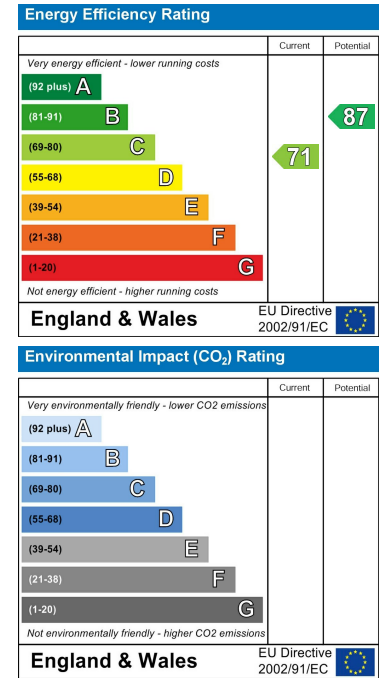 Energy Efficiency Rating
Current Potential
Very energy efficient - lower running costs
(92 plus) A
(81-91) B 87
(69-80) C 71
(55-68) D
(39-54) E
(21-38) F
(1-20) G
Not energy efficient - higher running costs
England & Wales EU Directive 2002/91/EC
Environmental Impact (CO₂) Rating
Current Potential
Very environmentally friendly - lower CO2 emissions
(92 plus) A
(81-91) B
(69-80) C
(55-68) D
(39-54) E
(21-38) F
(1-20) G
Not environmentally friendly - higher CO2 emissions
England & Wales EU Directive 2002/91/EC